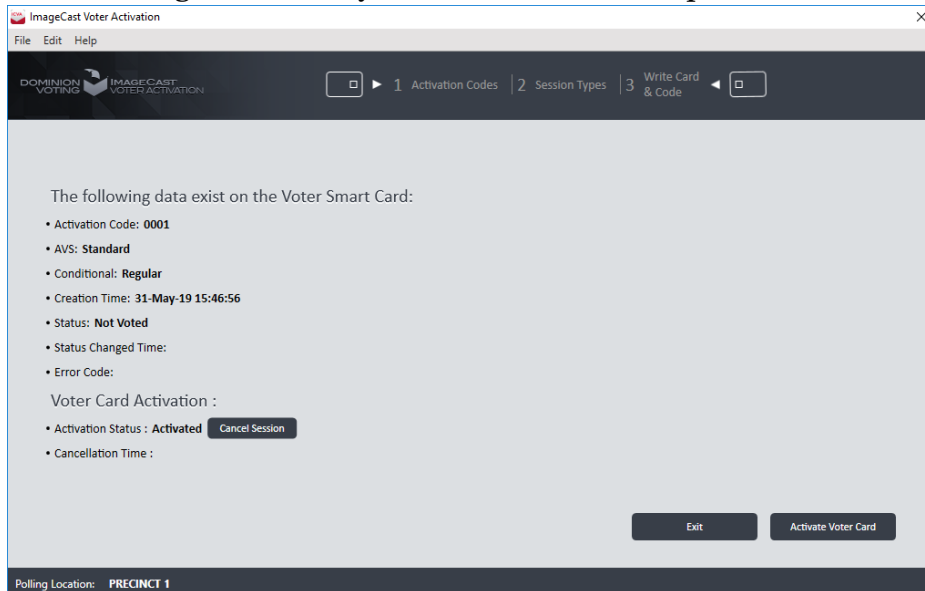 ImageCast Voter Activation
File Edit Help
DOMINION VOTING IMAGECAST VOTER ACTIVATION
1 Activation Codes 2 Session Types 3 Write Card & Code
The following data exist on the Voter Smart Card:
• Activation Code: 0001
• AVS: Standard
• Conditional: Regular
• Creation Time: 31-May-19 15:46:56
• Status: Not Voted
• Status Changed Time:
• Error Code:
Voter Card Activation :
• Activation Status : Activated Cancel Session
• Cancellation Time :
Exit Activate Voter Card
Polling Location: PRECINCT 1